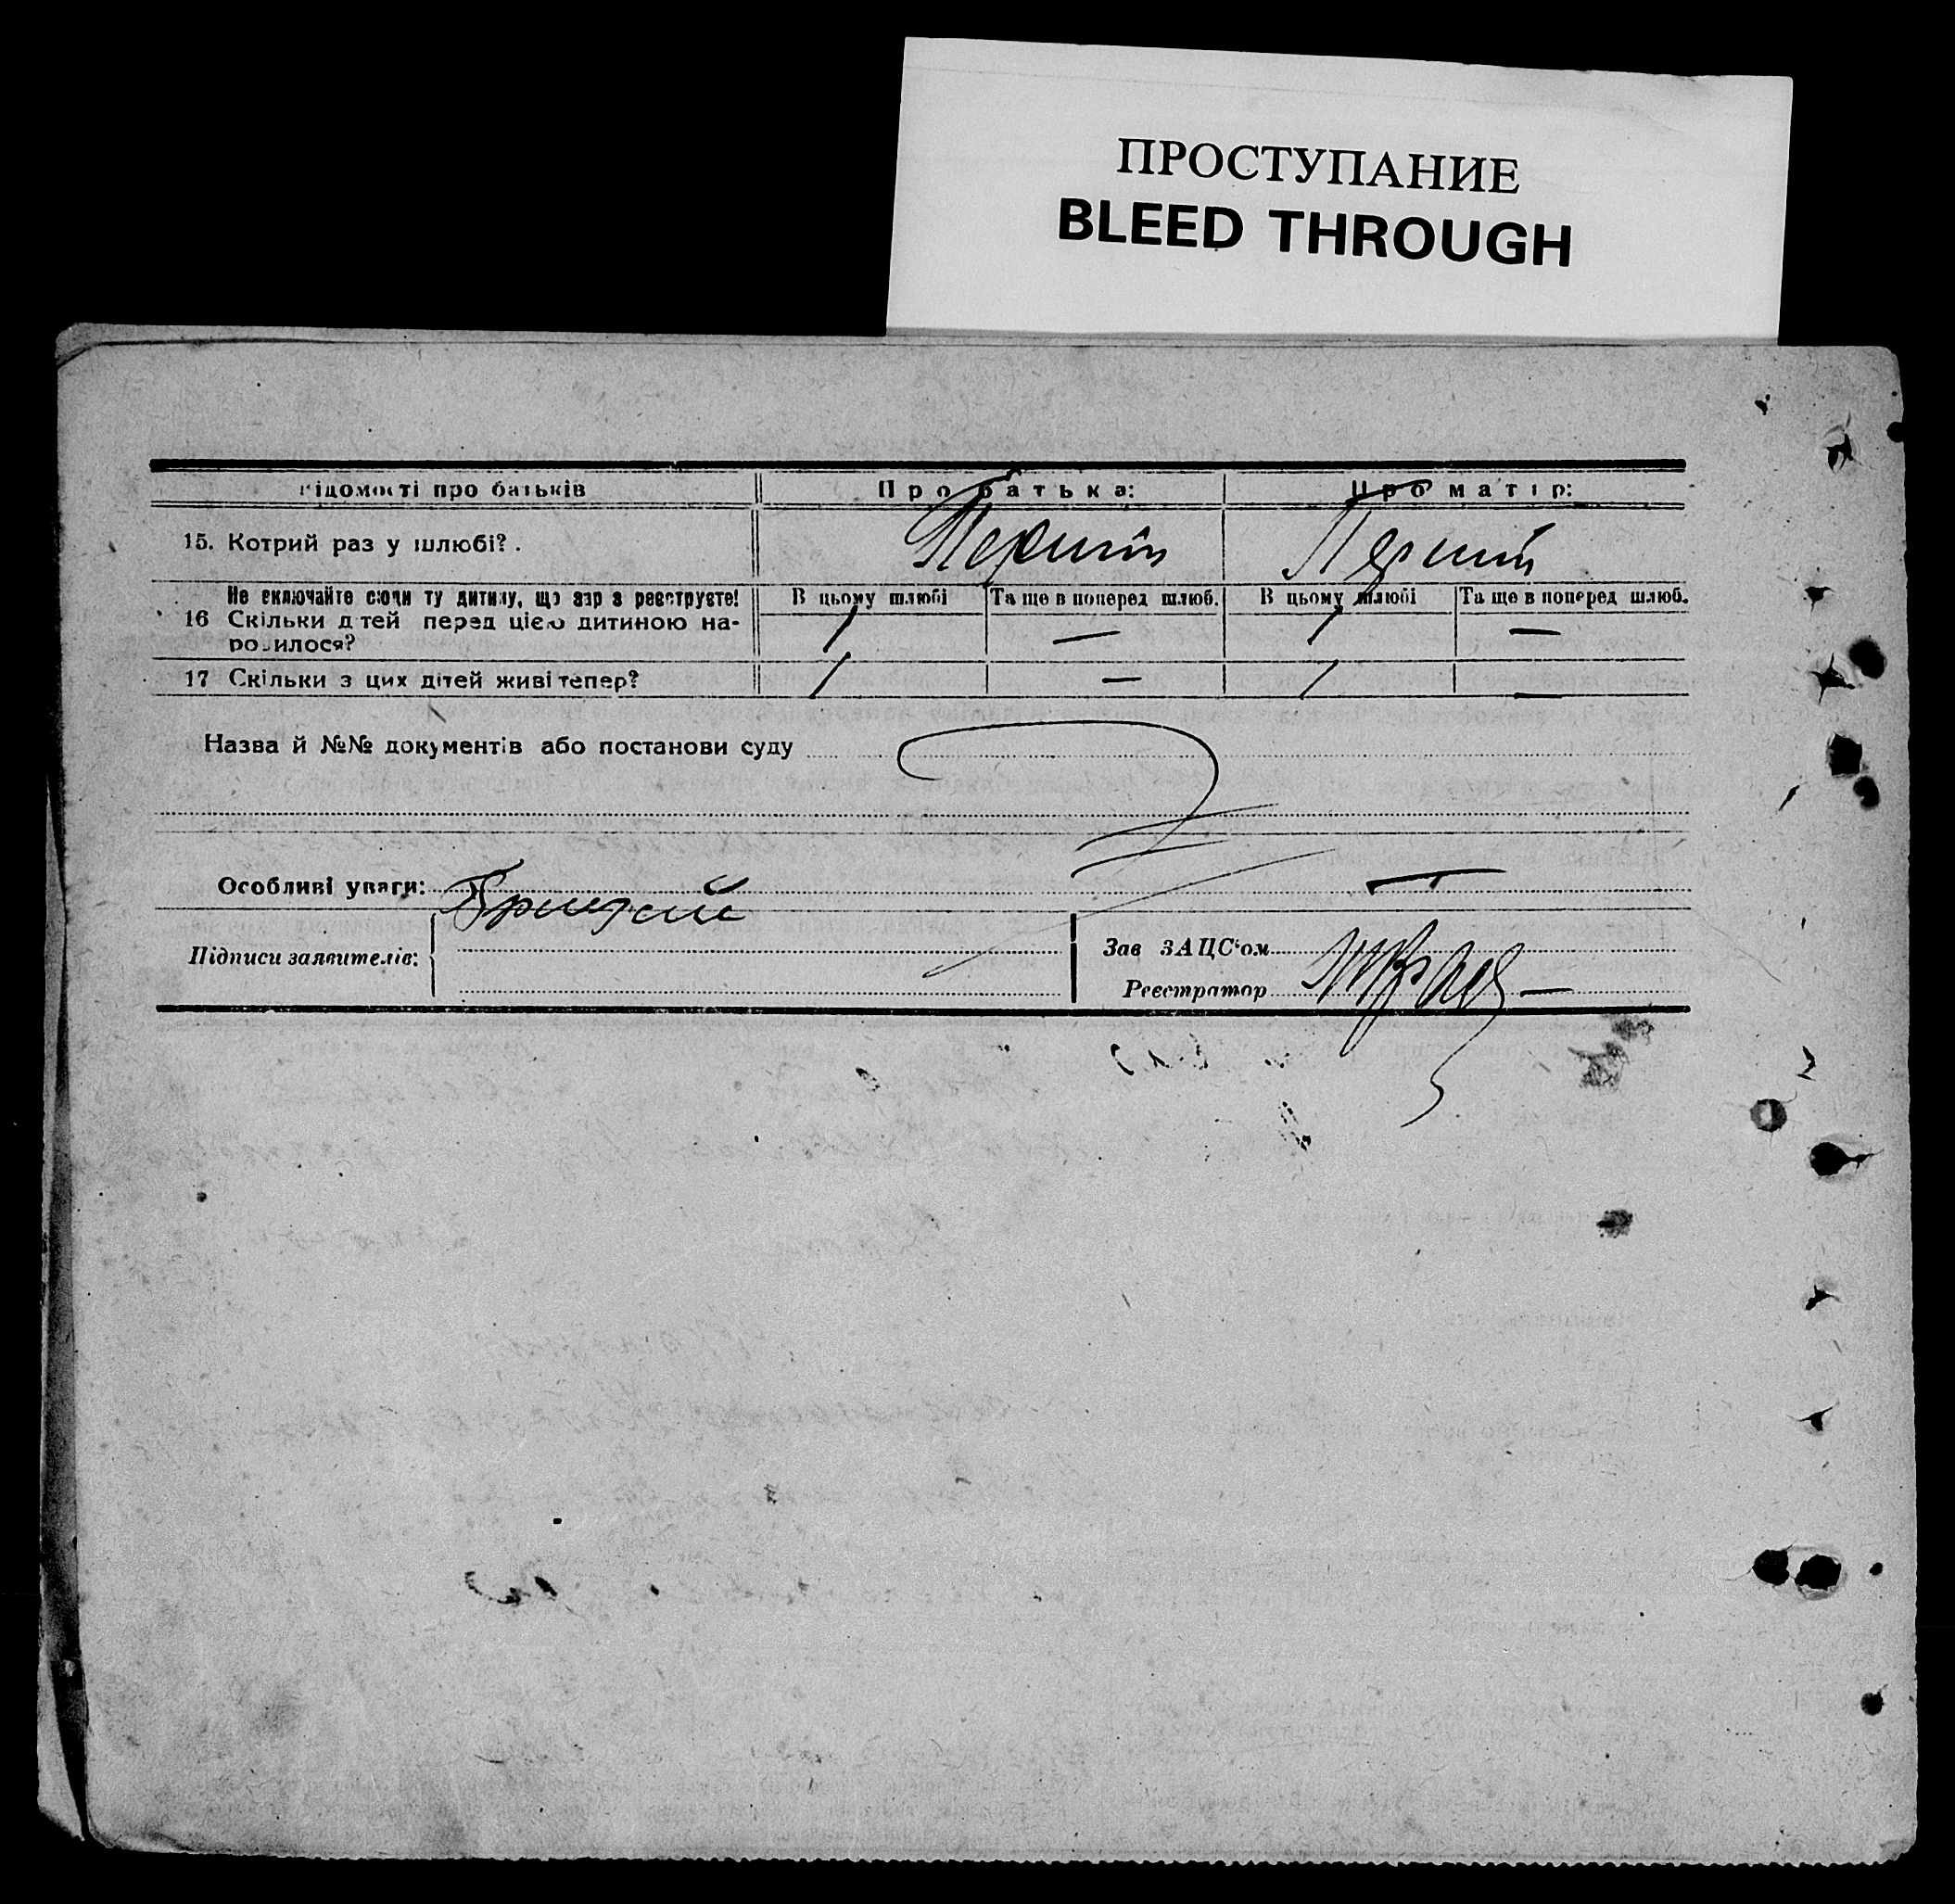 ПРОСТУПАНИЕ
BLEED THROUGH
відомості про батьків Про батька: Про матір:
15. Котрий раз у шлюбі? . Перший Перший
Не включайте сюди ту дитину, що зараз реєструєте! В цьому шлюбі Та ще в поперед шлюб. В цьому шлюбі Та ще в поперед шлюб.
16 Скільки дітей перед цією дитиною на- 1 — 1 —
родилося?
17 Скільки з цих дітей живі тепер? 1 — 1 —
Назва й №№ документів або постанови суду
Особливі уваги:
Підписи заявителів: Зав ЗАЦС'ом
Реєстратор